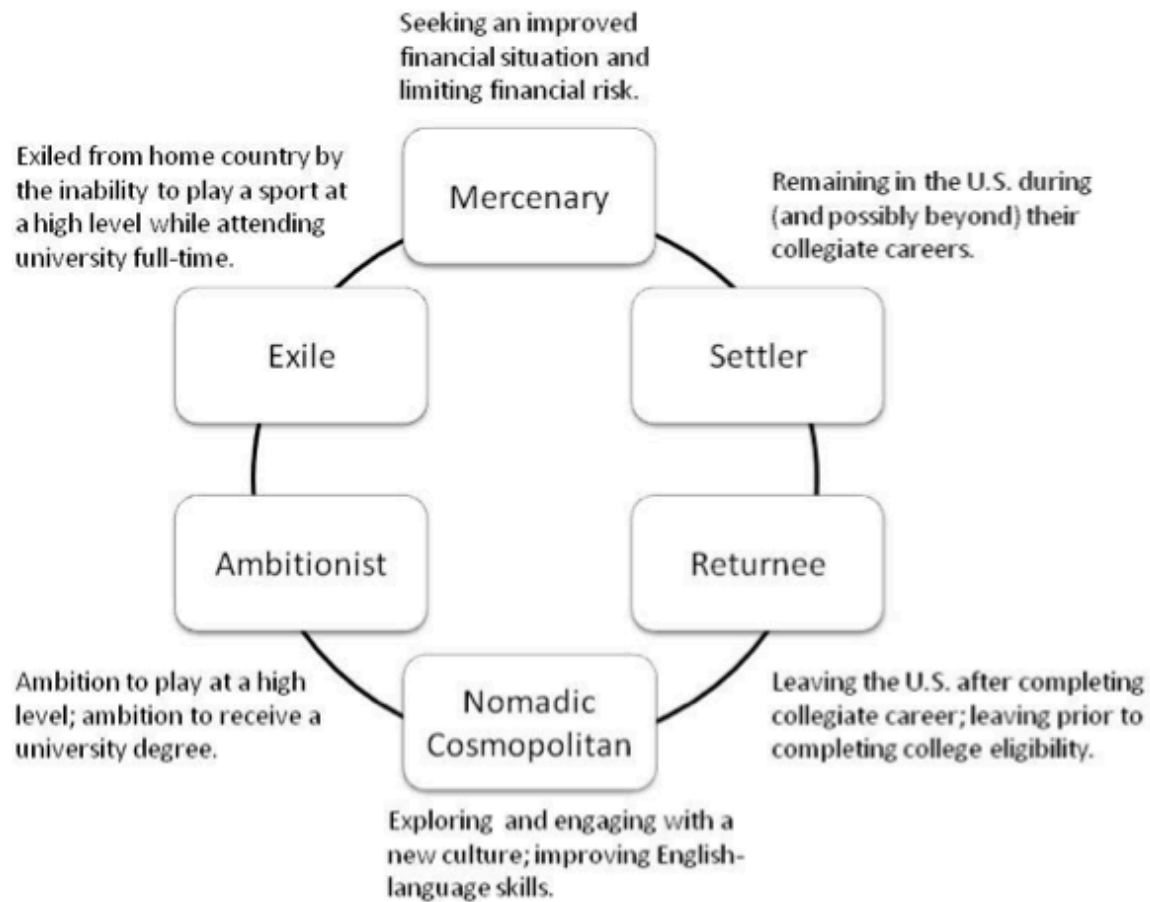 Seeking an improved
financial situation and
limiting financial risk.
Mercenary
Exiled from home country by
the inability to play a sport at
a high level while attending
university full-time.
Exile
Remaining in the U.S. during
(and possibly beyond) their
collegiate careers.
Settler
Ambitionist
Ambition to play at a high
level; ambition to receive a
university degree.
Returnee
Leaving the U.S. after completing
collegiate career; leaving prior to
completing college eligibility.
Nomadic
Cosmopolitan
Exploring and engaging with a
new culture; improving English-
language skills.